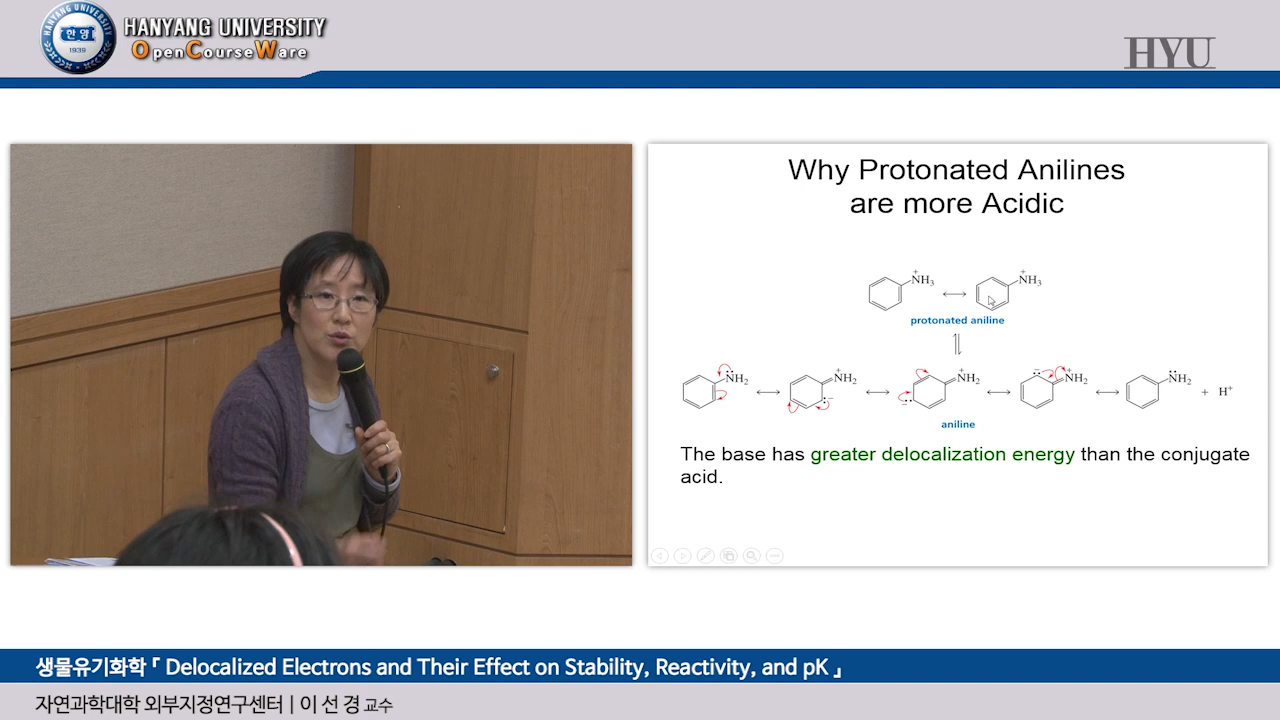 HANYANG UNIVERSITY
OpenCourseWare
HANYANG UNIVERSITY
한양
1939
HYU
Why Protonated Anilines
are more Acidic
+
NH3
+
NH3
protonated aniline
NH2
+
NH2
+
NH2
+
NH2
NH2 + H+
aniline
The base has greater delocalization energy than the conjugate
acid.
생물유기화학 「 Delocalized Electrons and Their Effect on Stability, Reactivity, and pK 」
자연과학대학 외부지정연구센터 | 이 선 경 교수